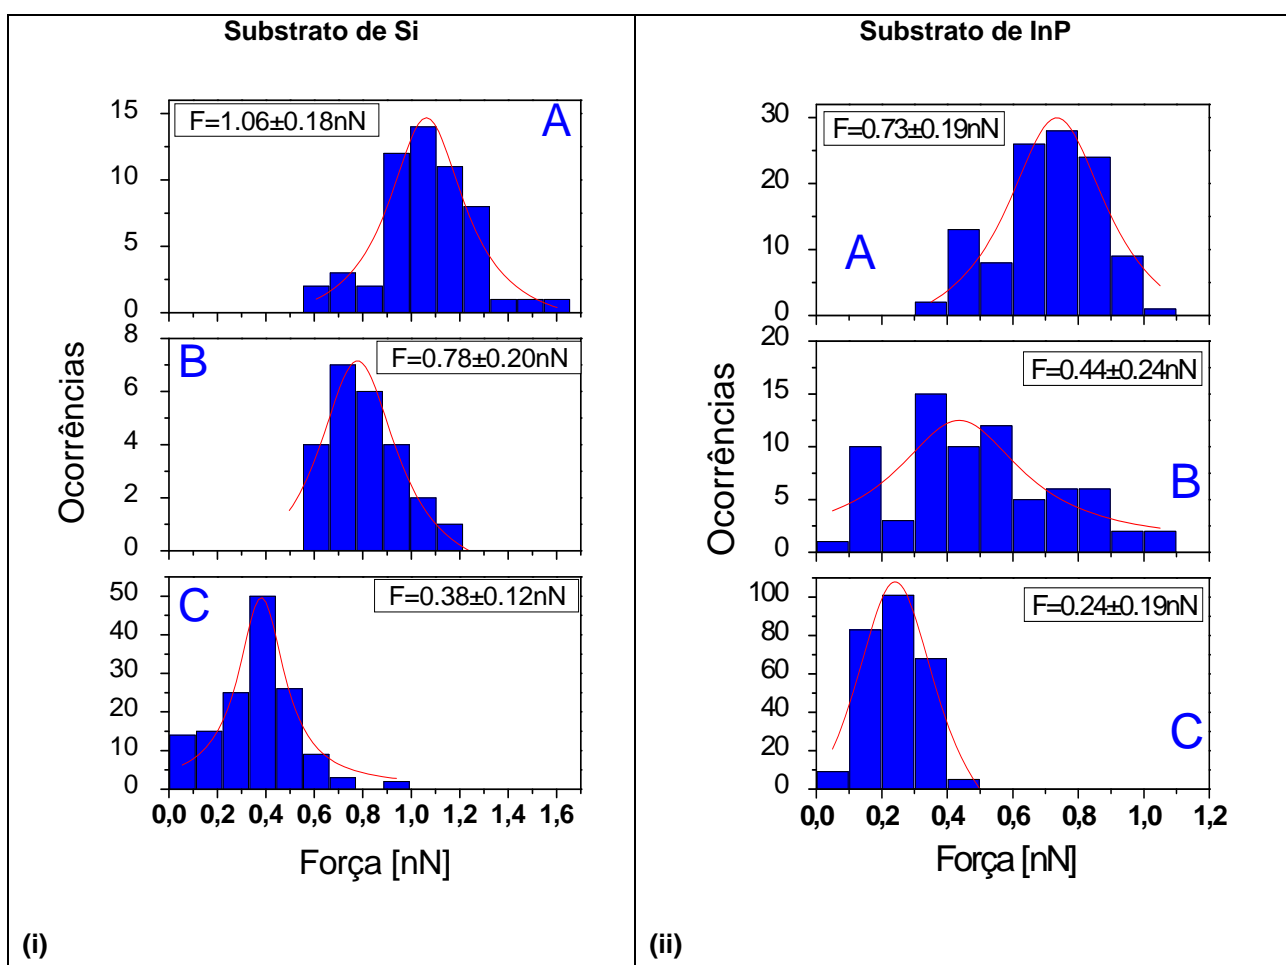 Substrato de Si
15
10
5
0
F=1.06±0.18nN
A
8
6
4
2
0
B
F=0.78±0.20nN
Ocorrências
50
40
30
20
10
0
C
F=0.38±0.12nN
0,0 0,2 0,4 0,6 0,8 1,0 1,2 1,4 1,6
Força [nN]
(i)
Substrato de InP
30
20
10
0
F=0.73±0.19nN
A
20
15
10
5
0
F=0.44±0.24nN
B
Ocorrências
100
80
60
40
20
0
F=0.24±0.19nN
C
0,0 0,2 0,4 0,6 0,8 1,0 1,2
Força [nN]
(ii)